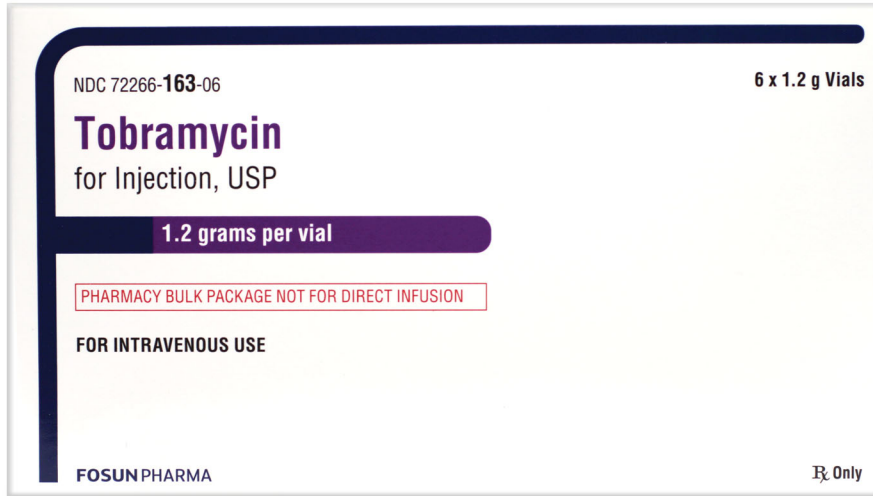 NDC 72266-163-06
6 x 1.2 g Vials
Tobramycin
for Injection, USP
1.2 grams per vial
PHARMACY BULK PACKAGE NOT FOR DIRECT INFUSION
FOR INTRAVENOUS USE
FOSUN PHARMA
℞ Only